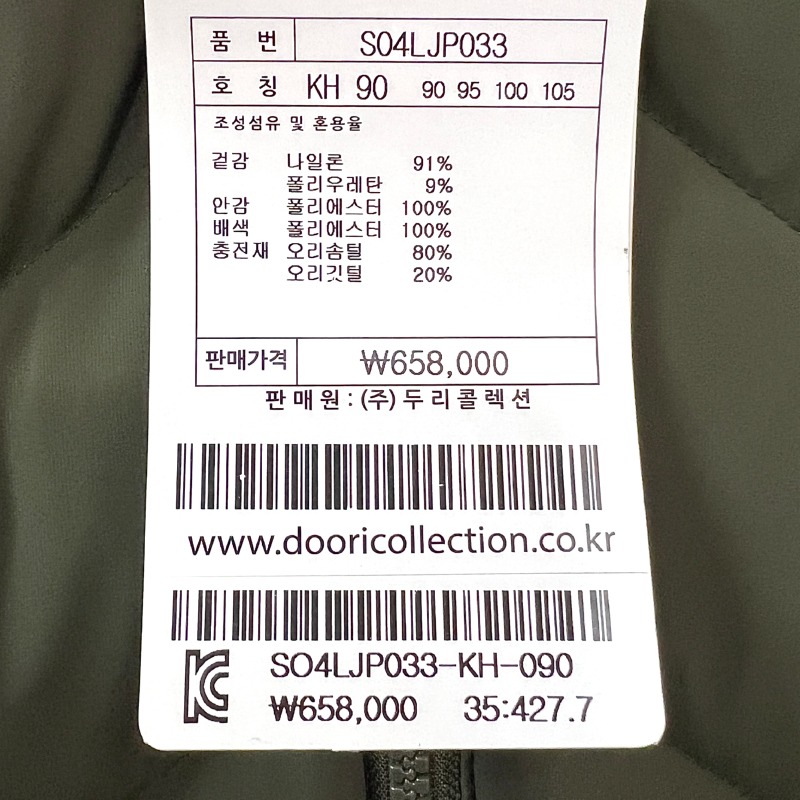 품 번 SO4LJP033
호 칭 KH 90 90 95 100 105
조성섬유 및 혼용율
겉감 나일론 91%
폴리우레탄 9%
안감 폴리에스터 100%
배색 폴리에스터 100%
충전재 오리솜털 80%
오리깃털 20%
판매가격 ₩658,000
판 매 원 : (주) 두 리 콜 렉 션
www.dooricollection.co.kr
SO4LJP033-KH-090
₩658,000 35:427.7